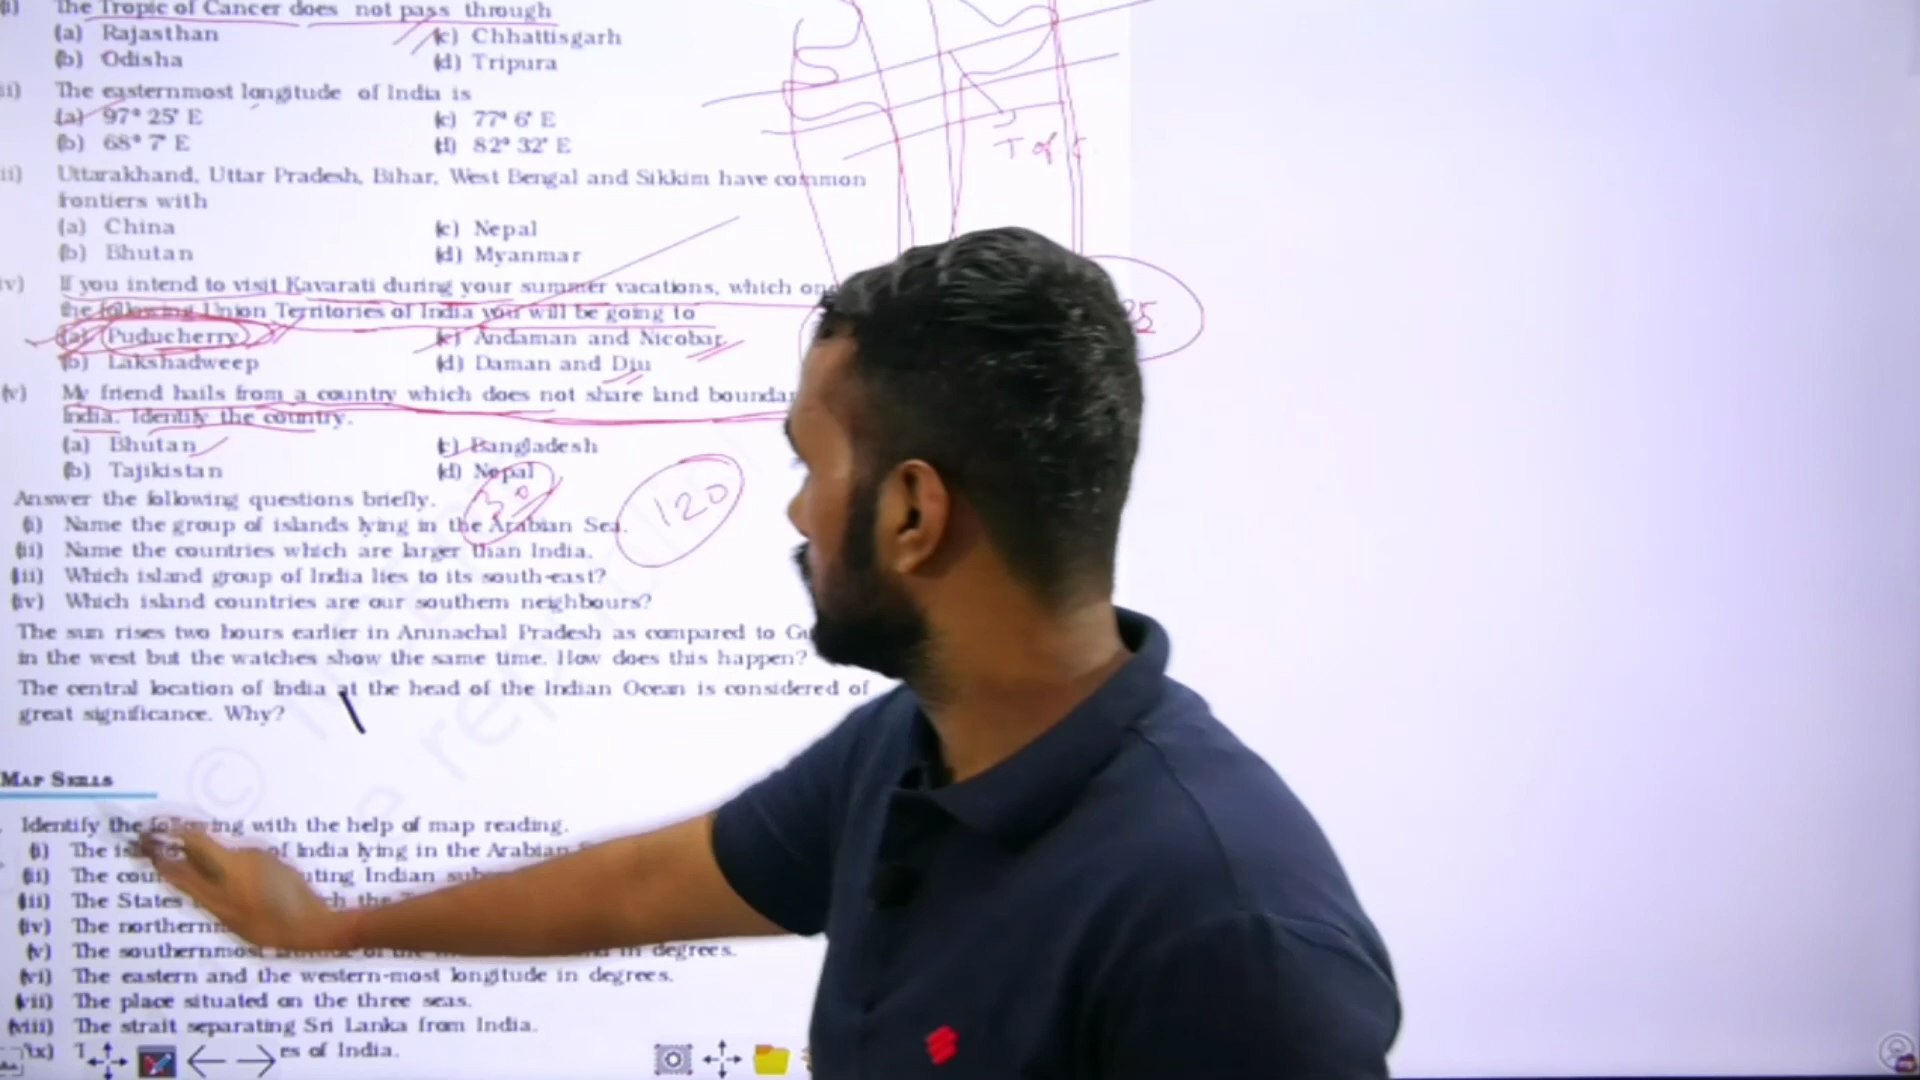 The Tropic of Cancer does not pass through
(a) Rajasthan (c) Chhattisgarh
(b) Odisha (d) Tripura
The easternmost longitude of India is
(a) 97° 25' E (c) 77° 6' E
(b) 68° 7' E (d) 82° 32' E
Uttarakhand, Uttar Pradesh, Bihar, West Bengal and Sikkim have common
frontiers with
(a) China (c) Nepal
(b) Bhutan (d) Myanmar
If you intend to visit Kavarati during your summer vacations, which
the following Union Territories of India you will be going to
(a) Puducherry (c) Andaman and Nicobar
(b) Lakshadweep (d) Daman and Diu
(v) My friend hails from a country which does not share land
India. Identify the country.
(a) Bhutan (c) Bangladesh
(b) Tajikistan (d) Nepal
Answer the following questions briefly.
(i) Name the group of islands lying in the Arabian Sea.
(ii) Name the countries which are larger than India.
(iii) Which island group of India lies to its south-east?
(iv) Which island countries are our southern neighbours?
The sun rises two hours earlier in Arunachal Pradesh as compared to
in the west but the watches show the same time. How does this happen?
The central location of India at the head of the Indian Ocean is considered of
great significance. Why?
MAP SKILLS
Identify the following with the help of map reading.
(i) The of India lying in the Arabian
(ii) The Indian
(iii) The States the
(iv) The
(v) The southernmost in degrees.
(vi) The eastern and the western-most longitude in degrees.
(vii) The place situated on the three seas.
(viii) The strait separating Sri Lanka from India.
(ix) of India.
T of C
30
120